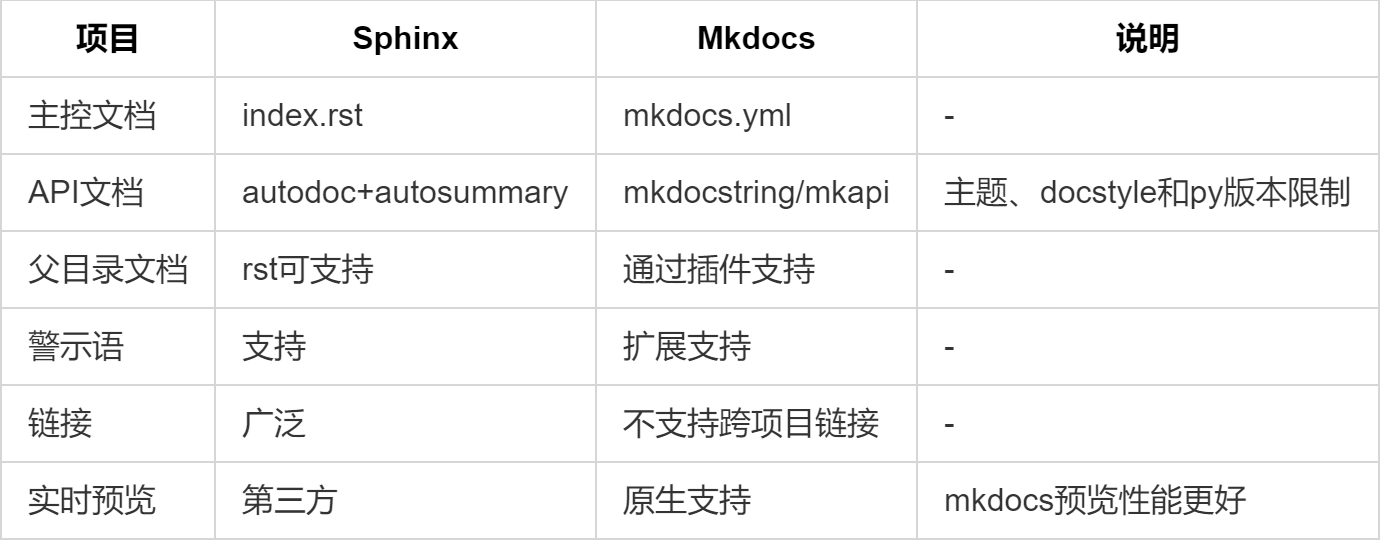 项目 Sphinx Mkdocs 说明
主控文档 index.rst mkdocs.yml -
API文档 autodoc+autosummary mkdocstring/mkapi 主题、docstyle和py版本限制
父目录文档 rst可支持 通过插件支持 -
警示语 支持 扩展支持 -
链接 广泛 不支持跨项目链接 -
实时预览 第三方 原生支持 mkdocs预览性能更好